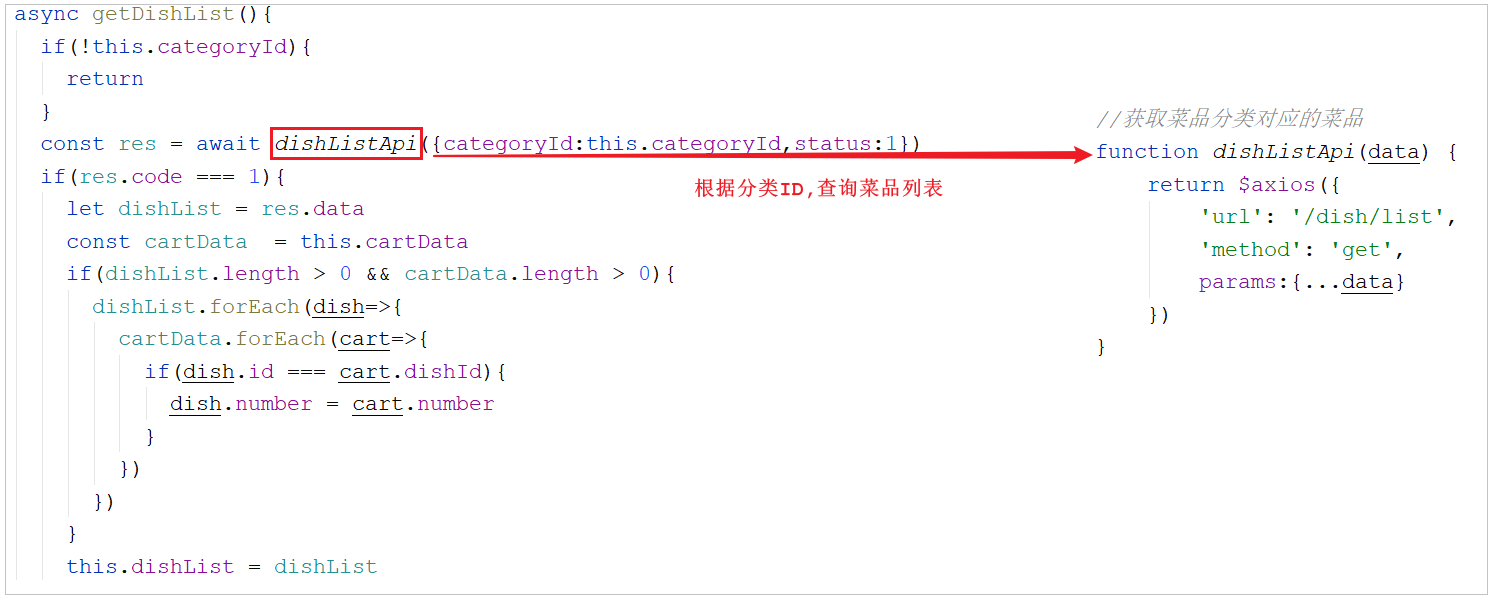 async getDishList(){
if(!this.categoryId){
return
}
const res = await dishListApi({categoryId:this.categoryId,status:1})
if(res.code === 1){
let dishList = res.data
const cartData  = this.cartData
if(dishList.length > 0 && cartData.length > 0){
dishList.forEach(dish=>{
cartData.forEach(cart=>{
if(dish.id === cart.dishId){
dish.number = cart.number
}
})
})
}
this.dishList = dishList
根据分类ID,查询菜品列表
//获取菜品分类对应的菜品
function dishListApi(data) {
return $axios({
'url': '/dish/list',
'method': 'get',
params:{...data}
})
}